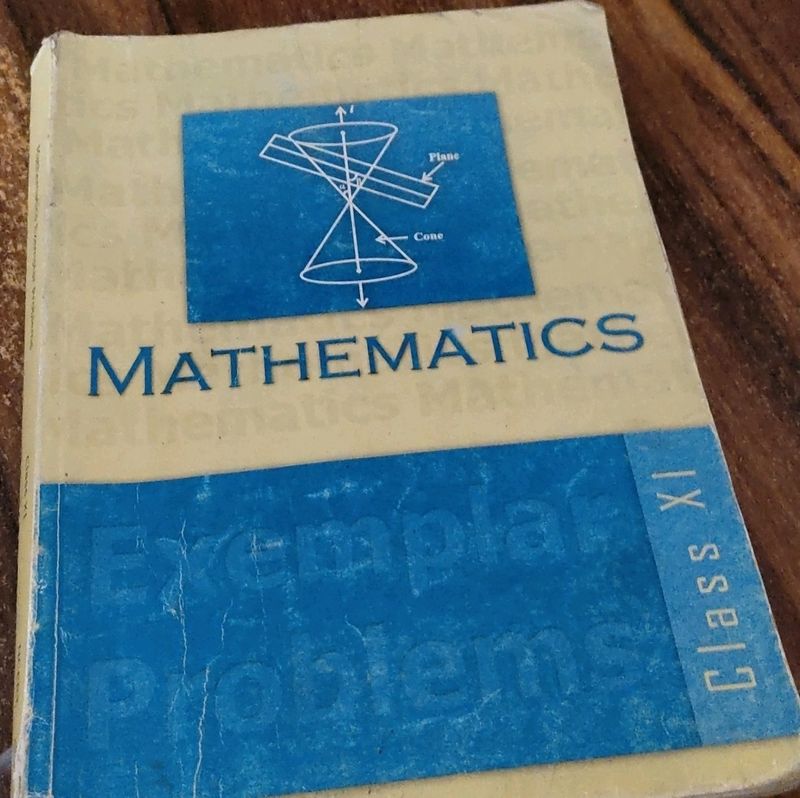 l
Plane
α
β
Cone
MATHEMATICS
Exemplar
Problems
Class XI